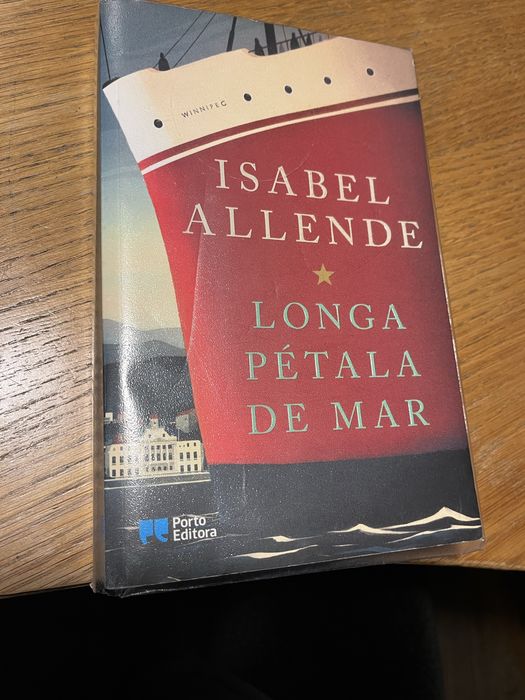 WINNIPEG
ISABEL
ALLENDE
LONGA
PÉTALA
DE MAR
Porto
Editora